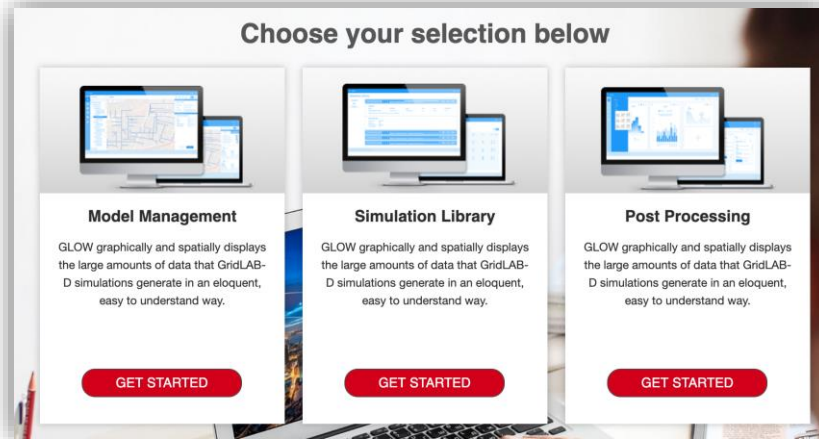 Choose your selection below
Model Management
GLOW graphically and spatially displays
the large amounts of data that GridLAB-
D simulations generate in an eloquent,
easy to understand way.
GET STARTED
Simulation Library
GLOW graphically and spatially displays
the large amounts of data that GridLAB-
D simulations generate in an eloquent,
easy to understand way.
GET STARTED
Post Processing
GLOW graphically and spatially displays
the large amounts of data that GridLAB-
D simulations generate in an eloquent,
easy to understand way.
GET STARTED